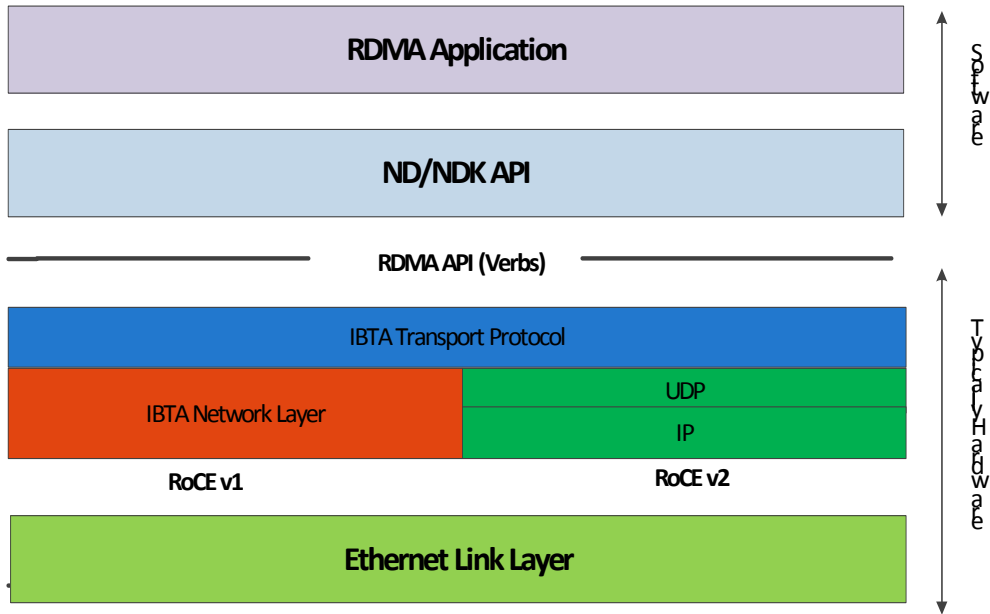 RDMA Application
Software
ND/NDK API
RDMA API (Verbs)
IBTA Transport Protocol
UDP
IBTA Network Layer
IP
RoCE v1
RoCE v2
Typically Hardware
Ethernet Link Layer